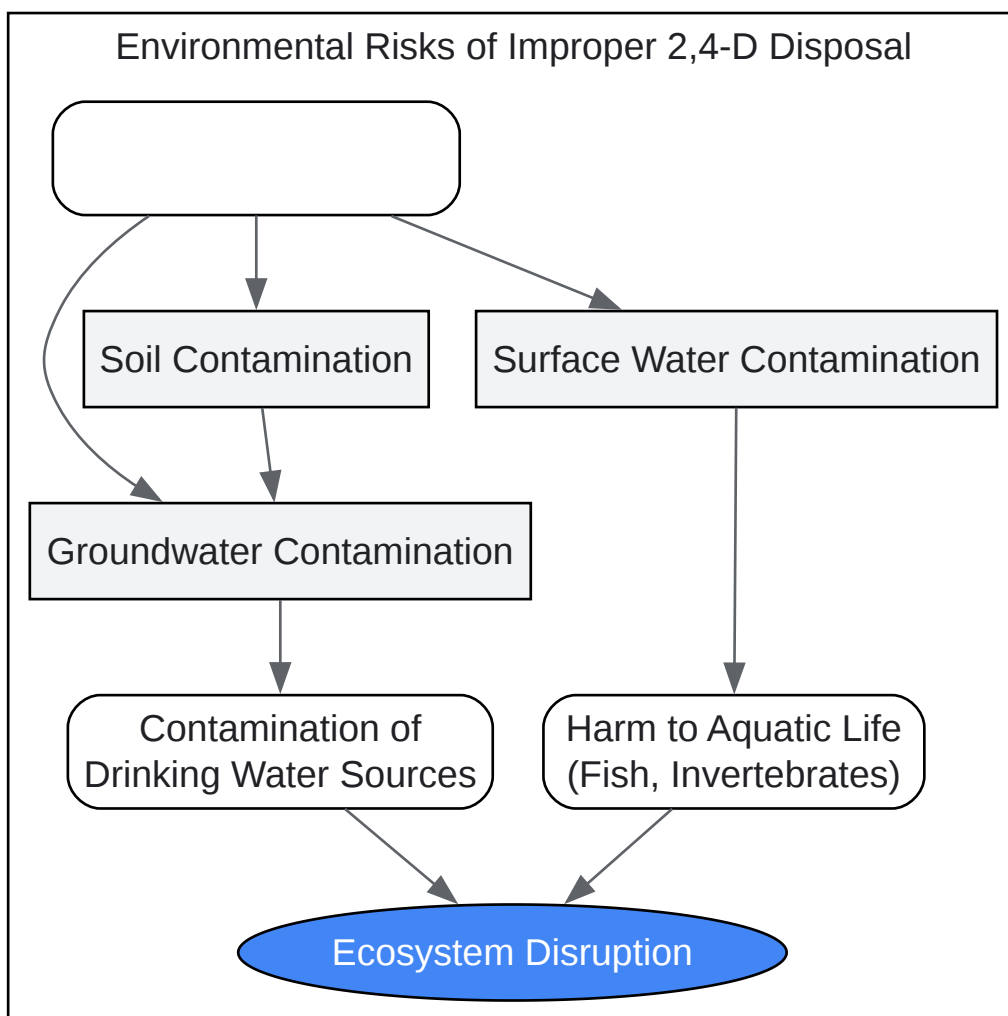 Environmental Risks of Improper 2,4-D Disposal
Soil Contamination
Surface Water Contamination
Groundwater Contamination
Contamination of
Drinking Water Sources
Harm to Aquatic Life
(Fish, Invertebrates)
Ecosystem Disruption